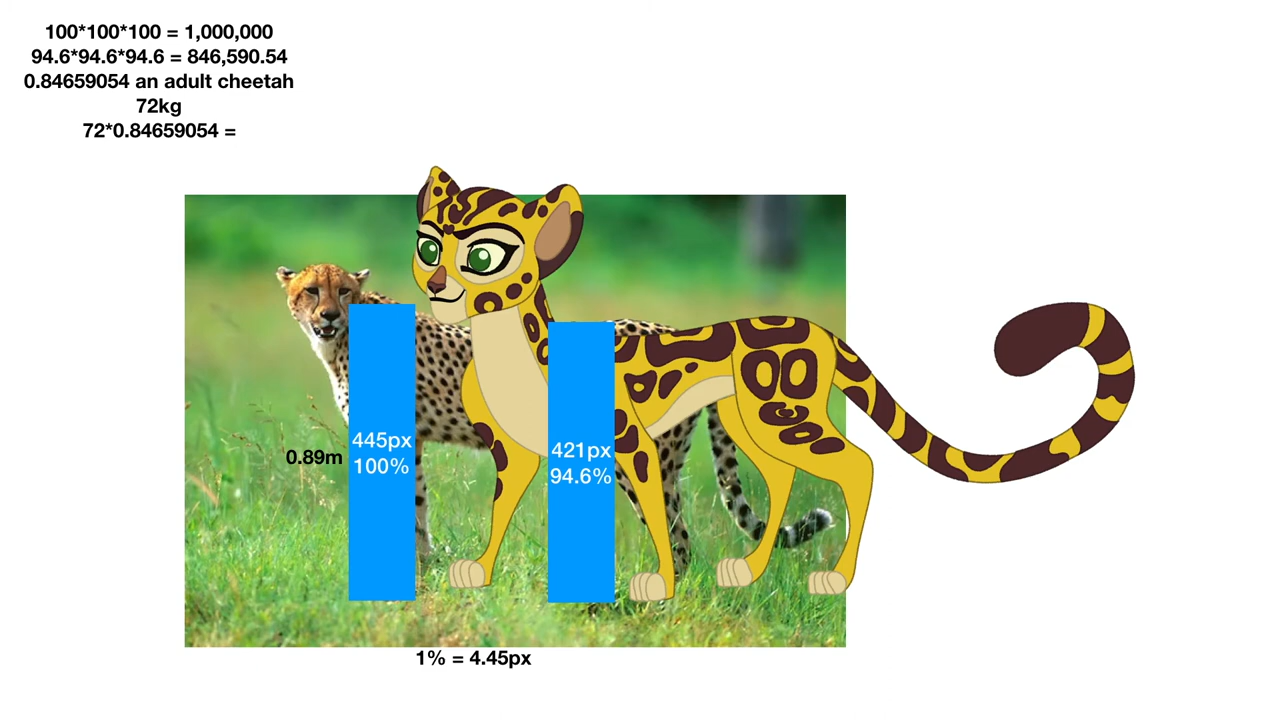 100*100*100 = 1,000,000
94.6*94.6*94.6 = 846,590.54
0.84659054 an adult cheetah
72kg
72*0.84659054 =
445px
100%
0.89m
421px
94.6%
1% = 4.45px